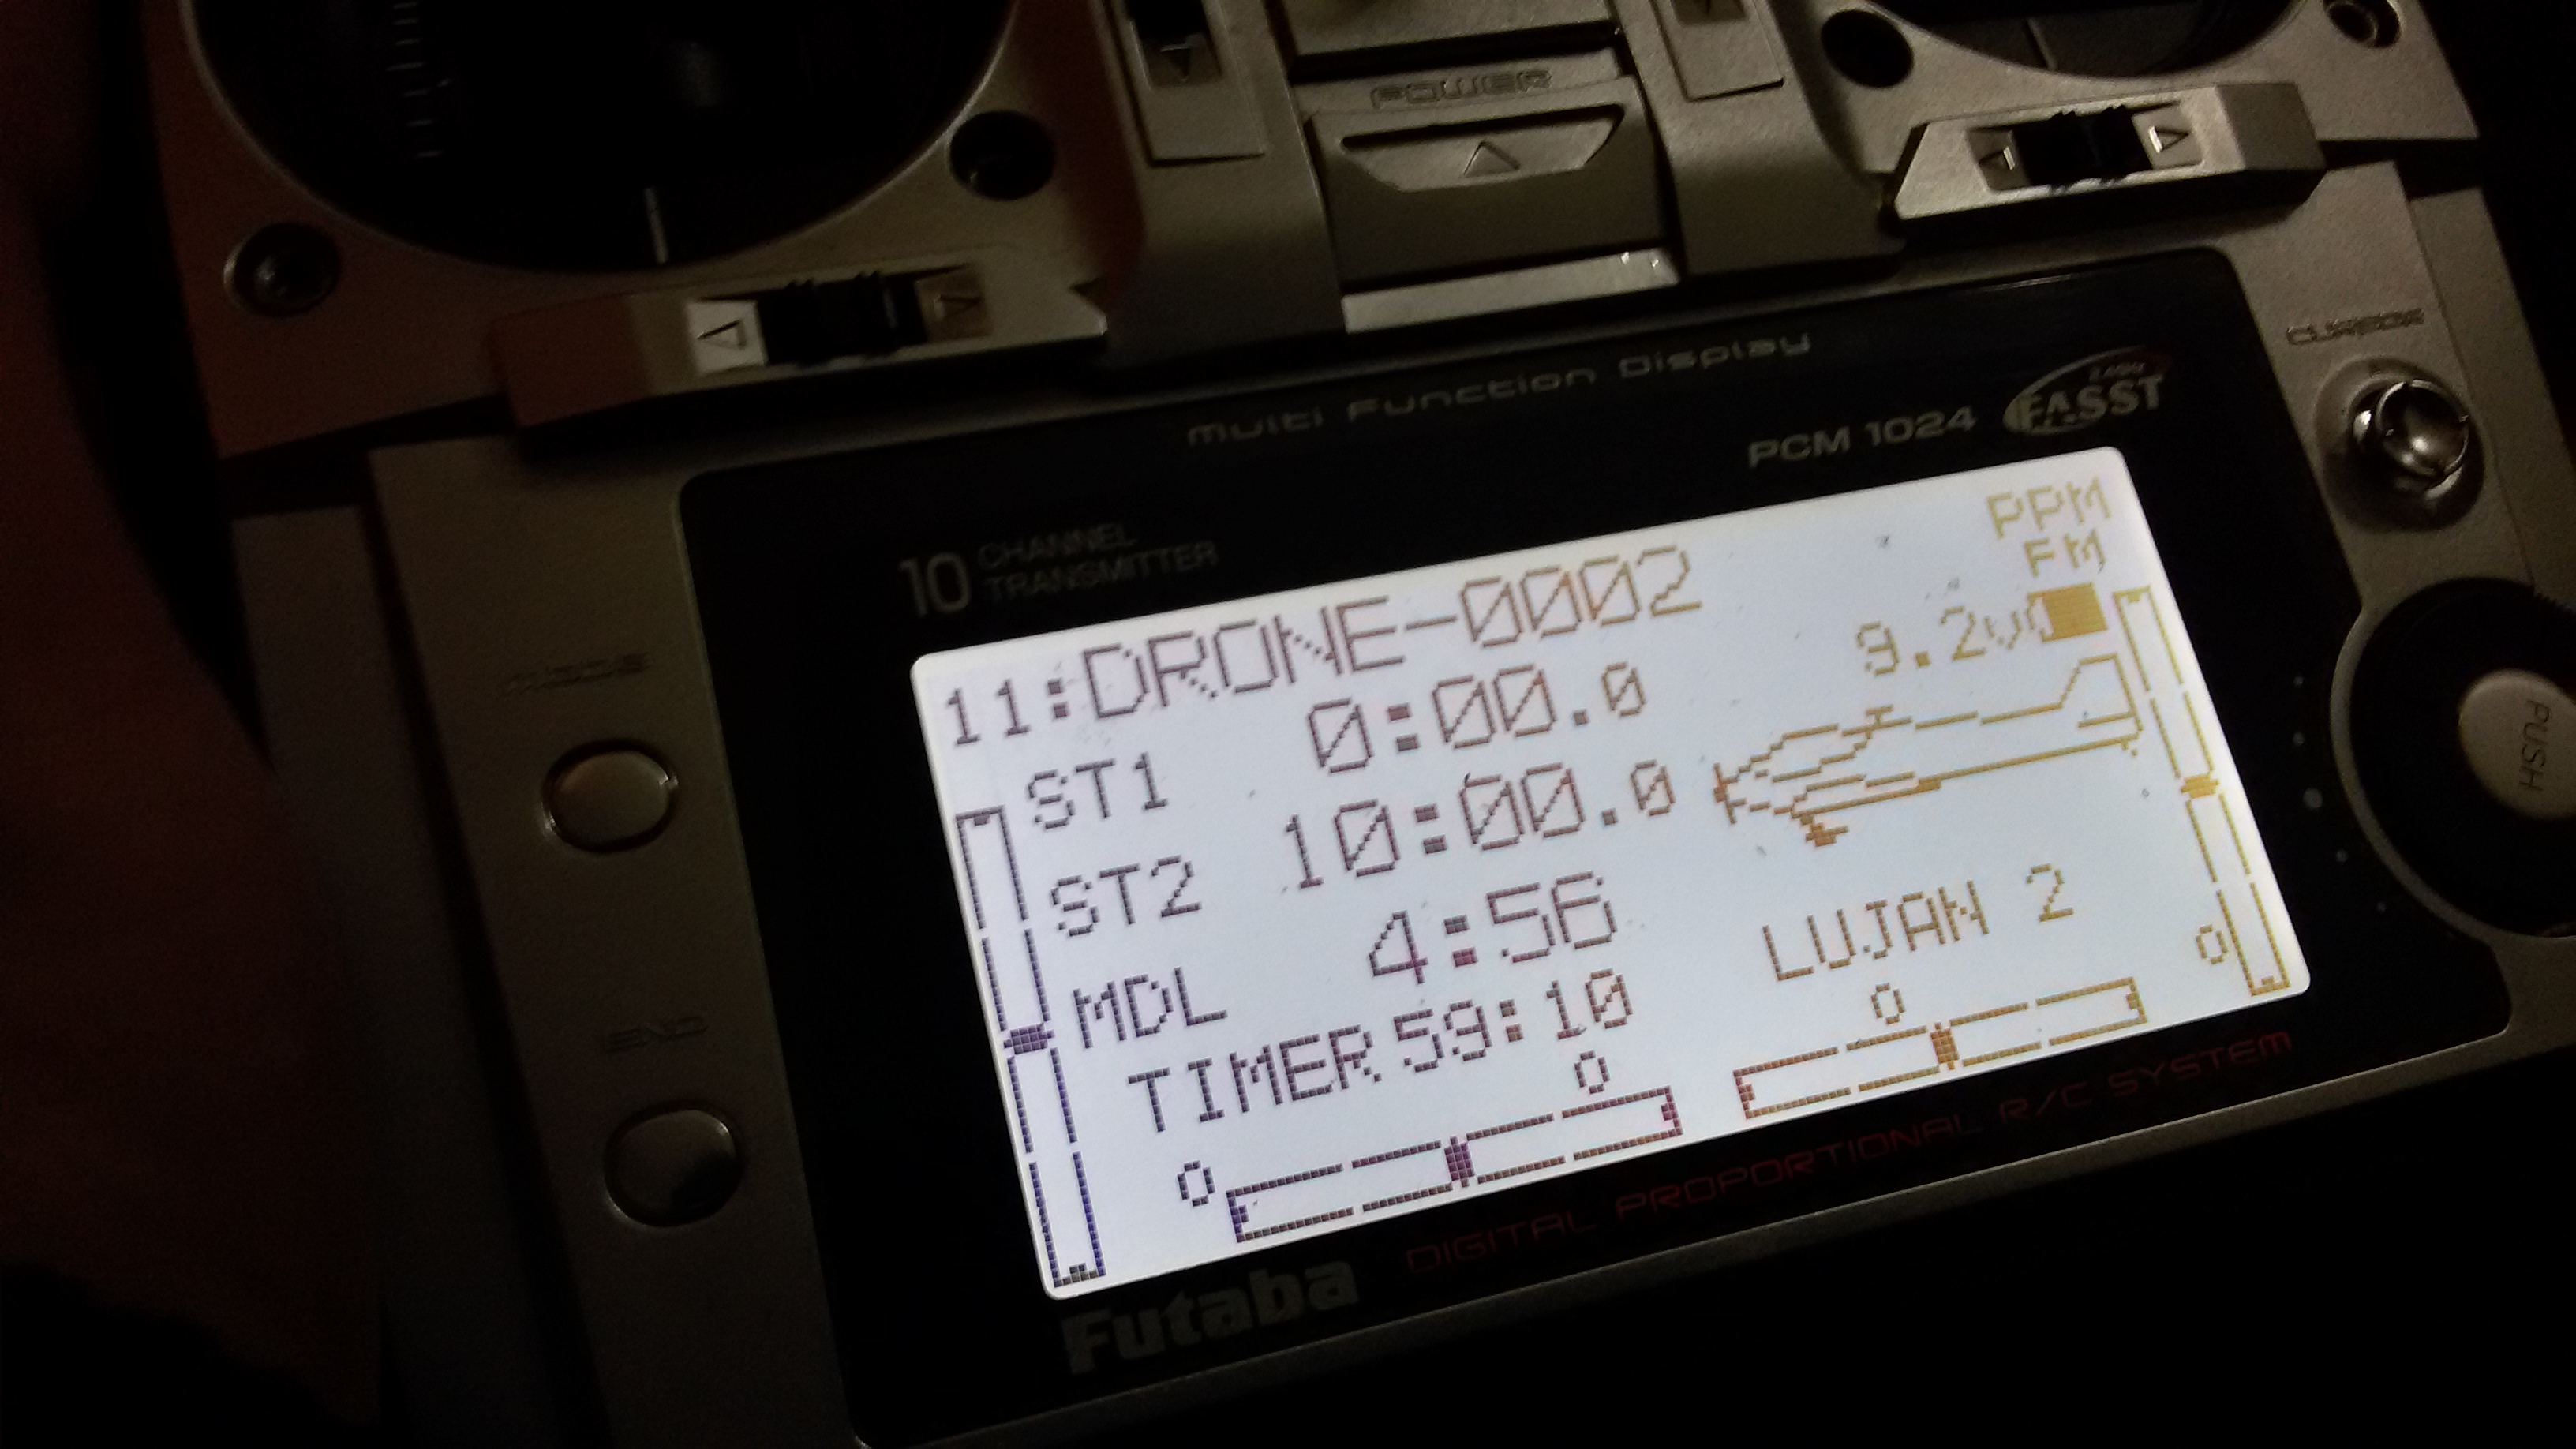 POWER
Multi Function Display
PCM 1024 FASST
CURSOR
10 CHANNEL
TRANSMITTER
PPM
FM
11:DRONE-0002
9.2V
MODE
ST1 0:00.0
ST2 10:00.0
PUSH
MDL 4:56
TIMER 59:10
LUJAN 2
END
0
0
0
0
Futaba DIGITAL PROPORTIONAL R/C SYSTEM